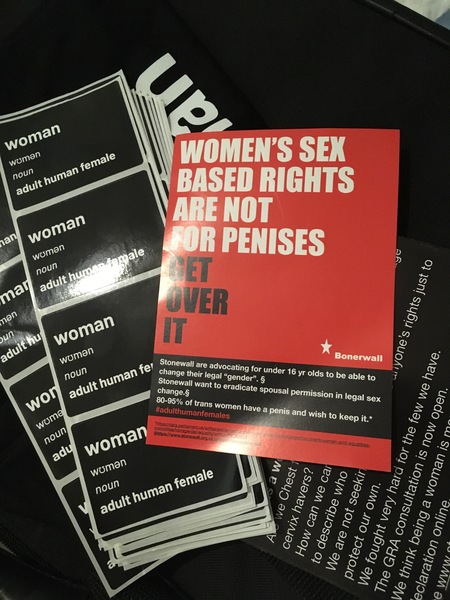 woman
wʊmən
noun
adult human female
woman
wʊmən
noun
adult human female
woman
wʊmən
noun
adult human fe
woman
wʊmən
noun
adult human female
WOMEN'S SEX
BASED RIGHTS
ARE NOT
FOR PENISES
GET
OVER
IT
Bonerwall
Stonewall are advocating for under 16 yr olds to be able to
change their legal "gender". §
Stonewall want to eradicate spousal permission in legal sex
change.§
80-95% of trans women have a penis and wish to keep it.*
#adulthumanfemales
Chest
cervix havers?
How can we
to describe who
We are not
anyone's rights just to
protect our own.
We fought very hard for the few we have.
The GRA consultation is now open.
We think being a woman is
online.